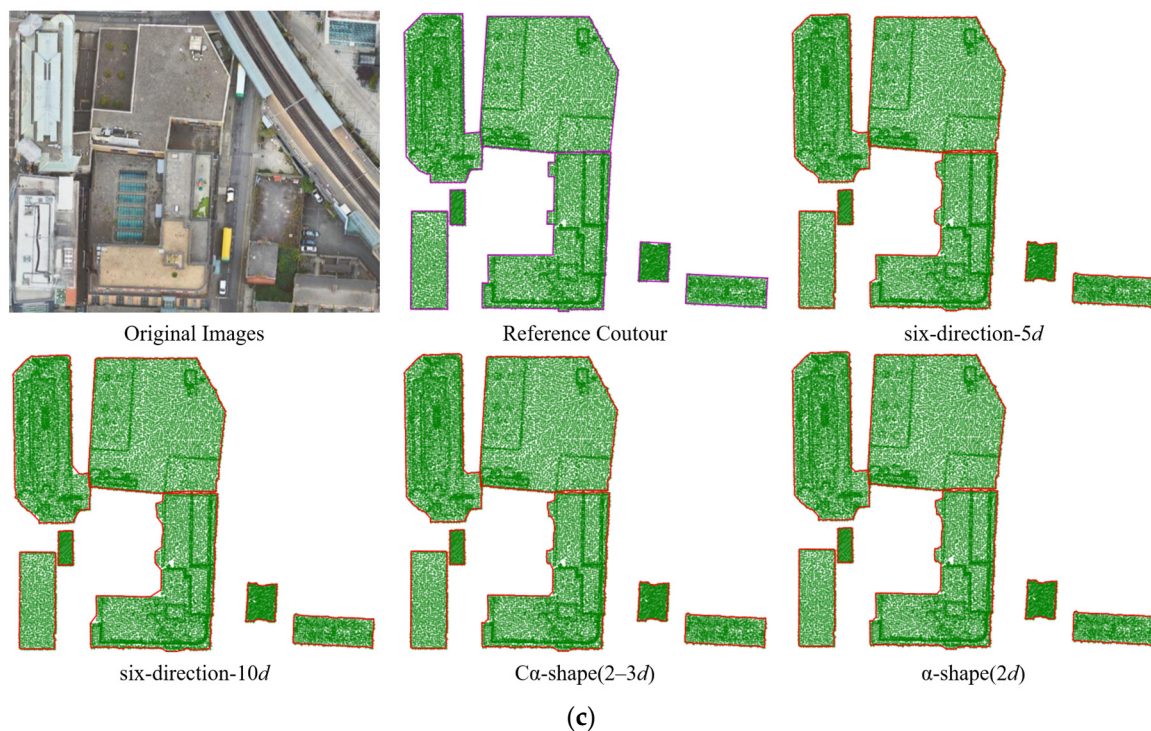 Original Images
Reference Coutour
six-direction-5d
six-direction-10d
Cα-shape(2–3d)
α-shape(2d)
(c)